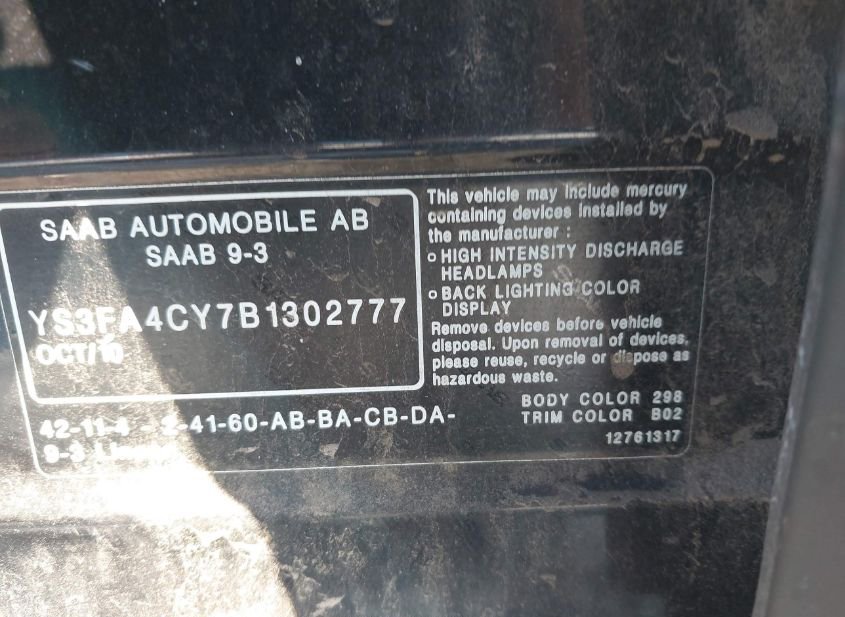 SAAB AUTOMOBILE AB
SAAB 9-3
YS3FA4CY7B1302777
OCT/10
42-11-4 - 2-41-60-AB-BA-CB-DA-
9-3
This vehicle may include mercury
containing devices installed by
the manufacturer :
o HIGH INTENSITY DISCHARGE
HEADLAMPS
o BACK LIGHTING COLOR
DISPLAY
Remove devices before vehicle
disposal. Upon removal of devices,
please reuse, recycle or dispose as
hazardous waste.
BODY COLOR 298
TRIM COLOR B02
12761317